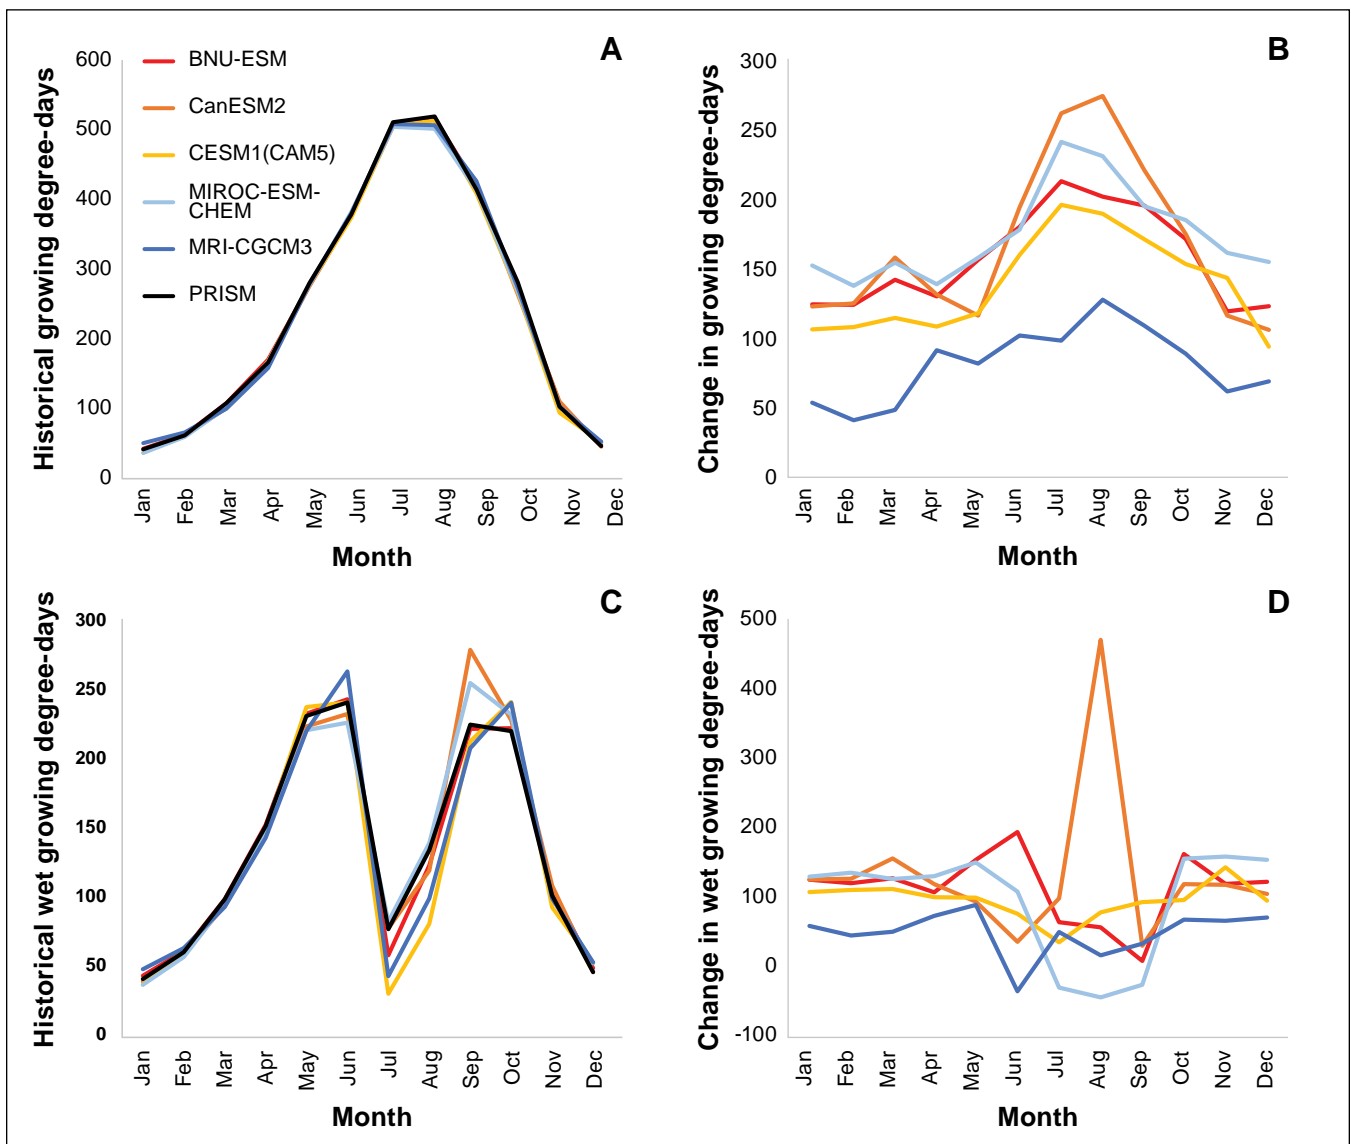 A
Historical growing degree-days
600
500
400
300
200
100
0
BNU-ESM
CanESM2
CESM1(CAM5)
MIROC-ESM-
CHEM
MRI-CGCM3
PRISM
Jan Feb Mar Apr May Jun Jul Aug Sep Oct Nov Dec
Month
B
Change in growing degree-days
300
250
200
150
100
50
0
Jan Feb Mar Apr May Jun Jul Aug Sep Oct Nov Dec
Month
C
Historical wet growing degree-days
300
250
200
150
100
50
0
Jan Feb Mar Apr May Jun Jul Aug Sep Oct Nov Dec
Month
D
Change in wet growing degree-days
500
400
300
200
100
0
-100
Jan Feb Mar Apr May Jun Jul Aug Sep Oct Nov Dec
Month